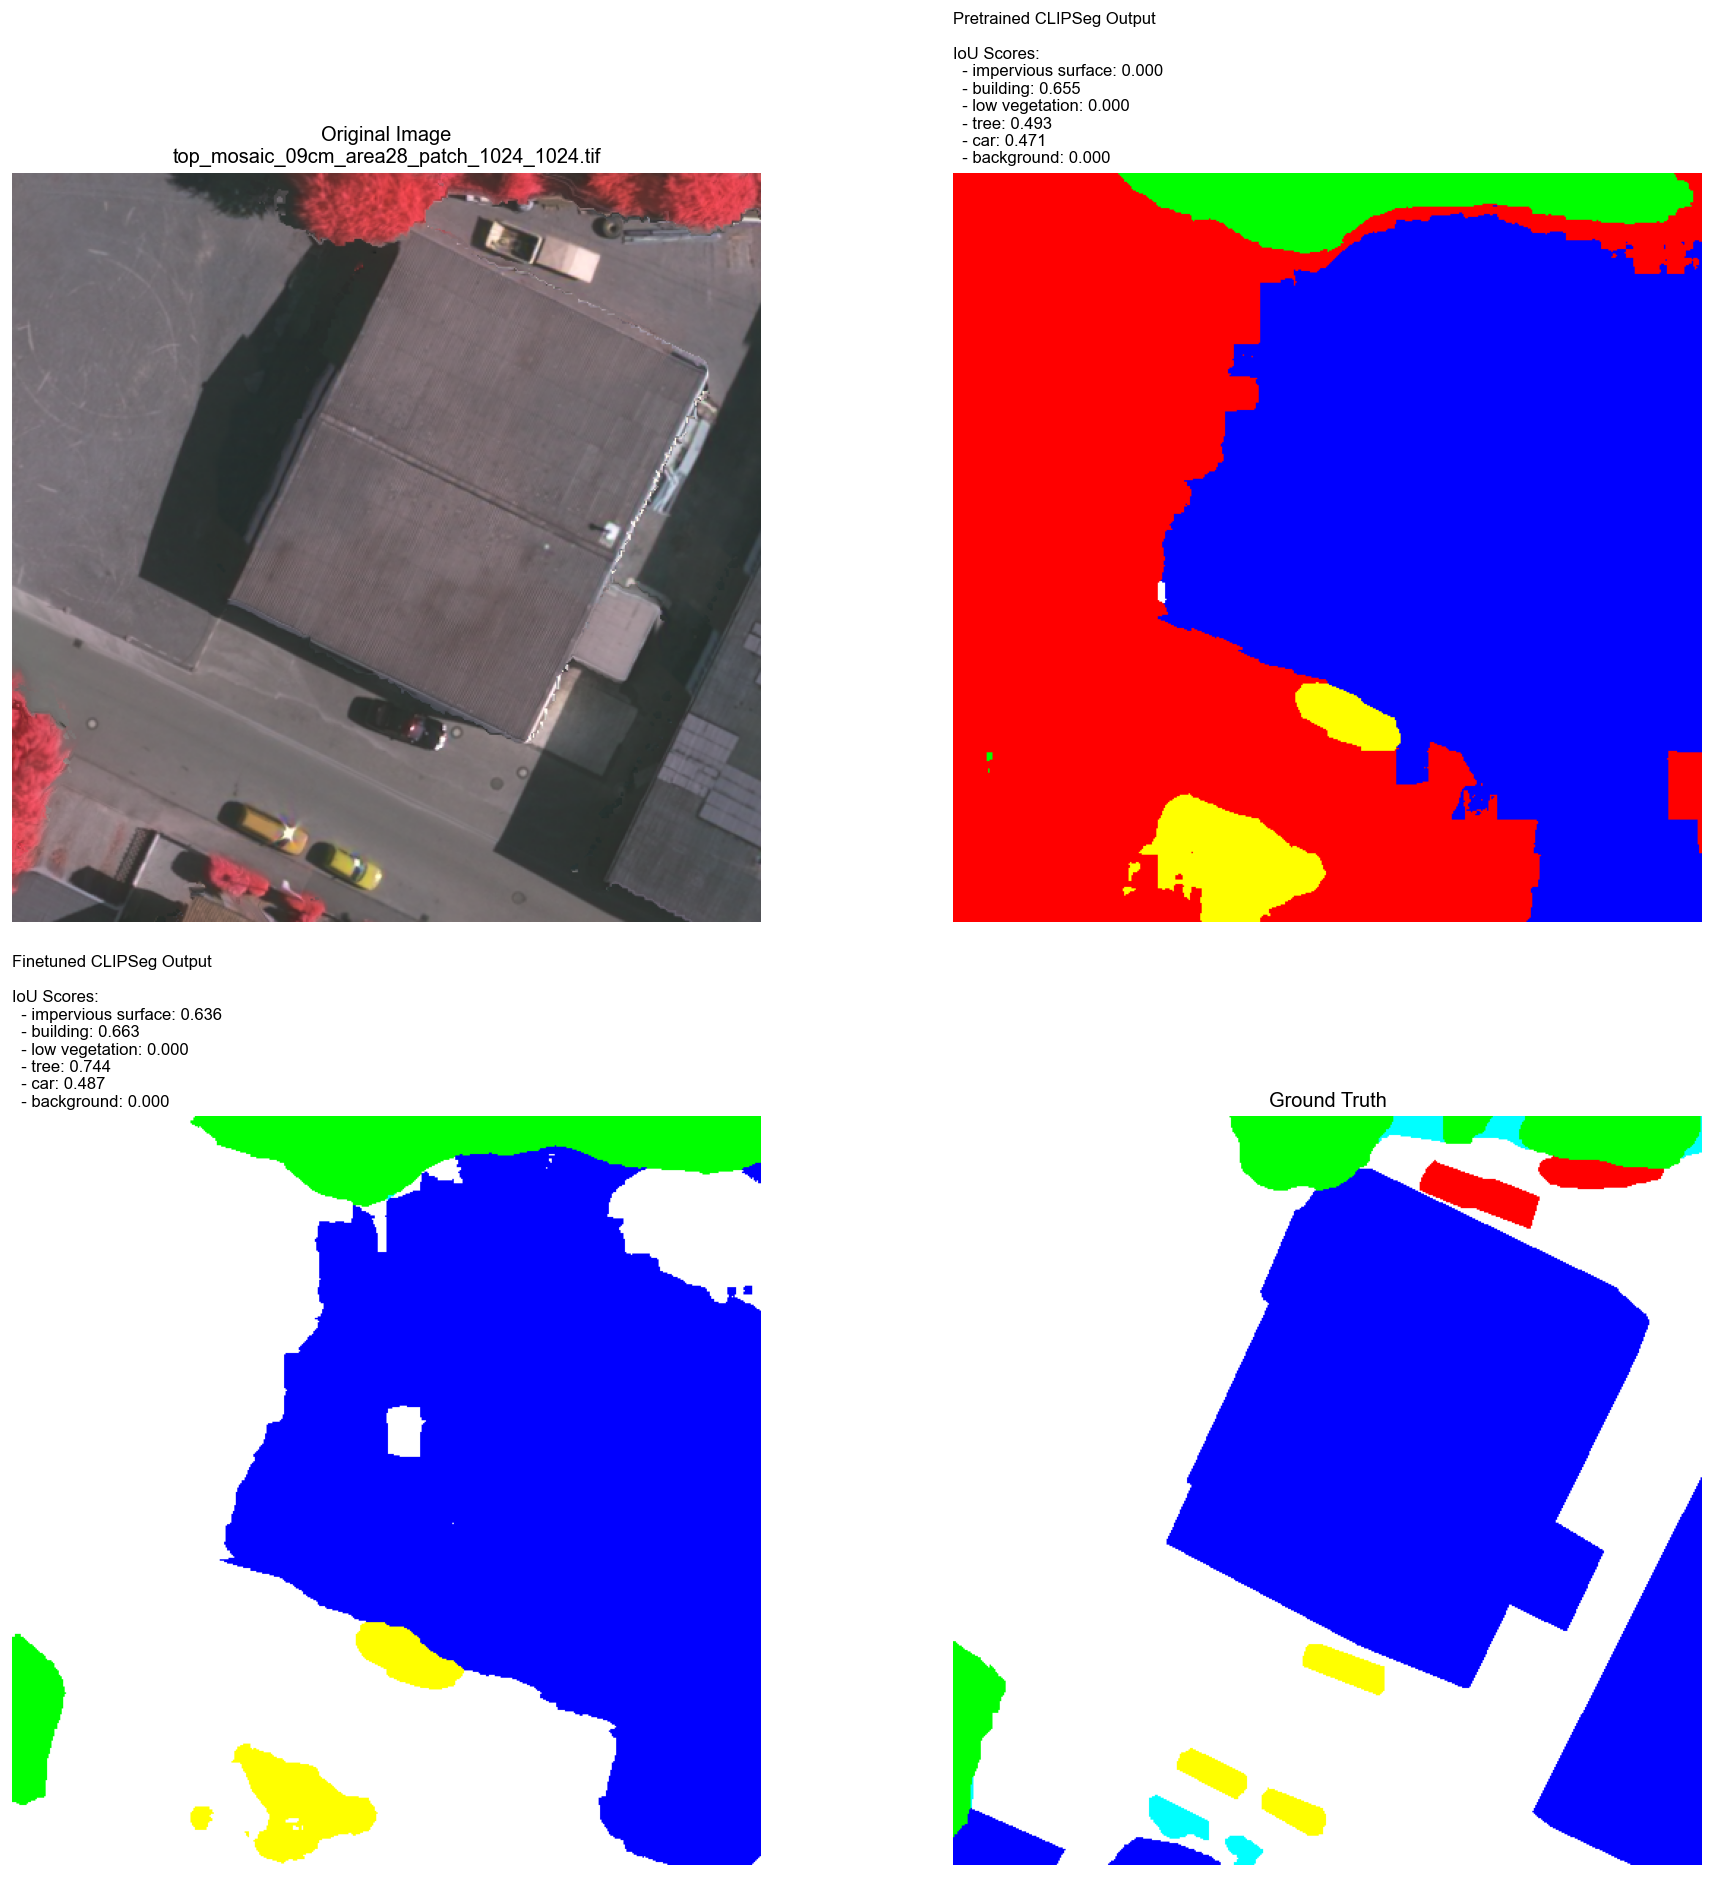 Original Image
top_mosaic_09cm_area28_patch_1024_1024.tif
Pretrained CLIPSeg Output
IoU Scores:
- impervious surface: 0.000
- building: 0.655
- low vegetation: 0.000
- tree: 0.493
- car: 0.471
- background: 0.000
Finetuned CLIPSeg Output
IoU Scores:
- impervious surface: 0.636
- building: 0.663
- low vegetation: 0.000
- tree: 0.744
- car: 0.487
- background: 0.000
Ground Truth